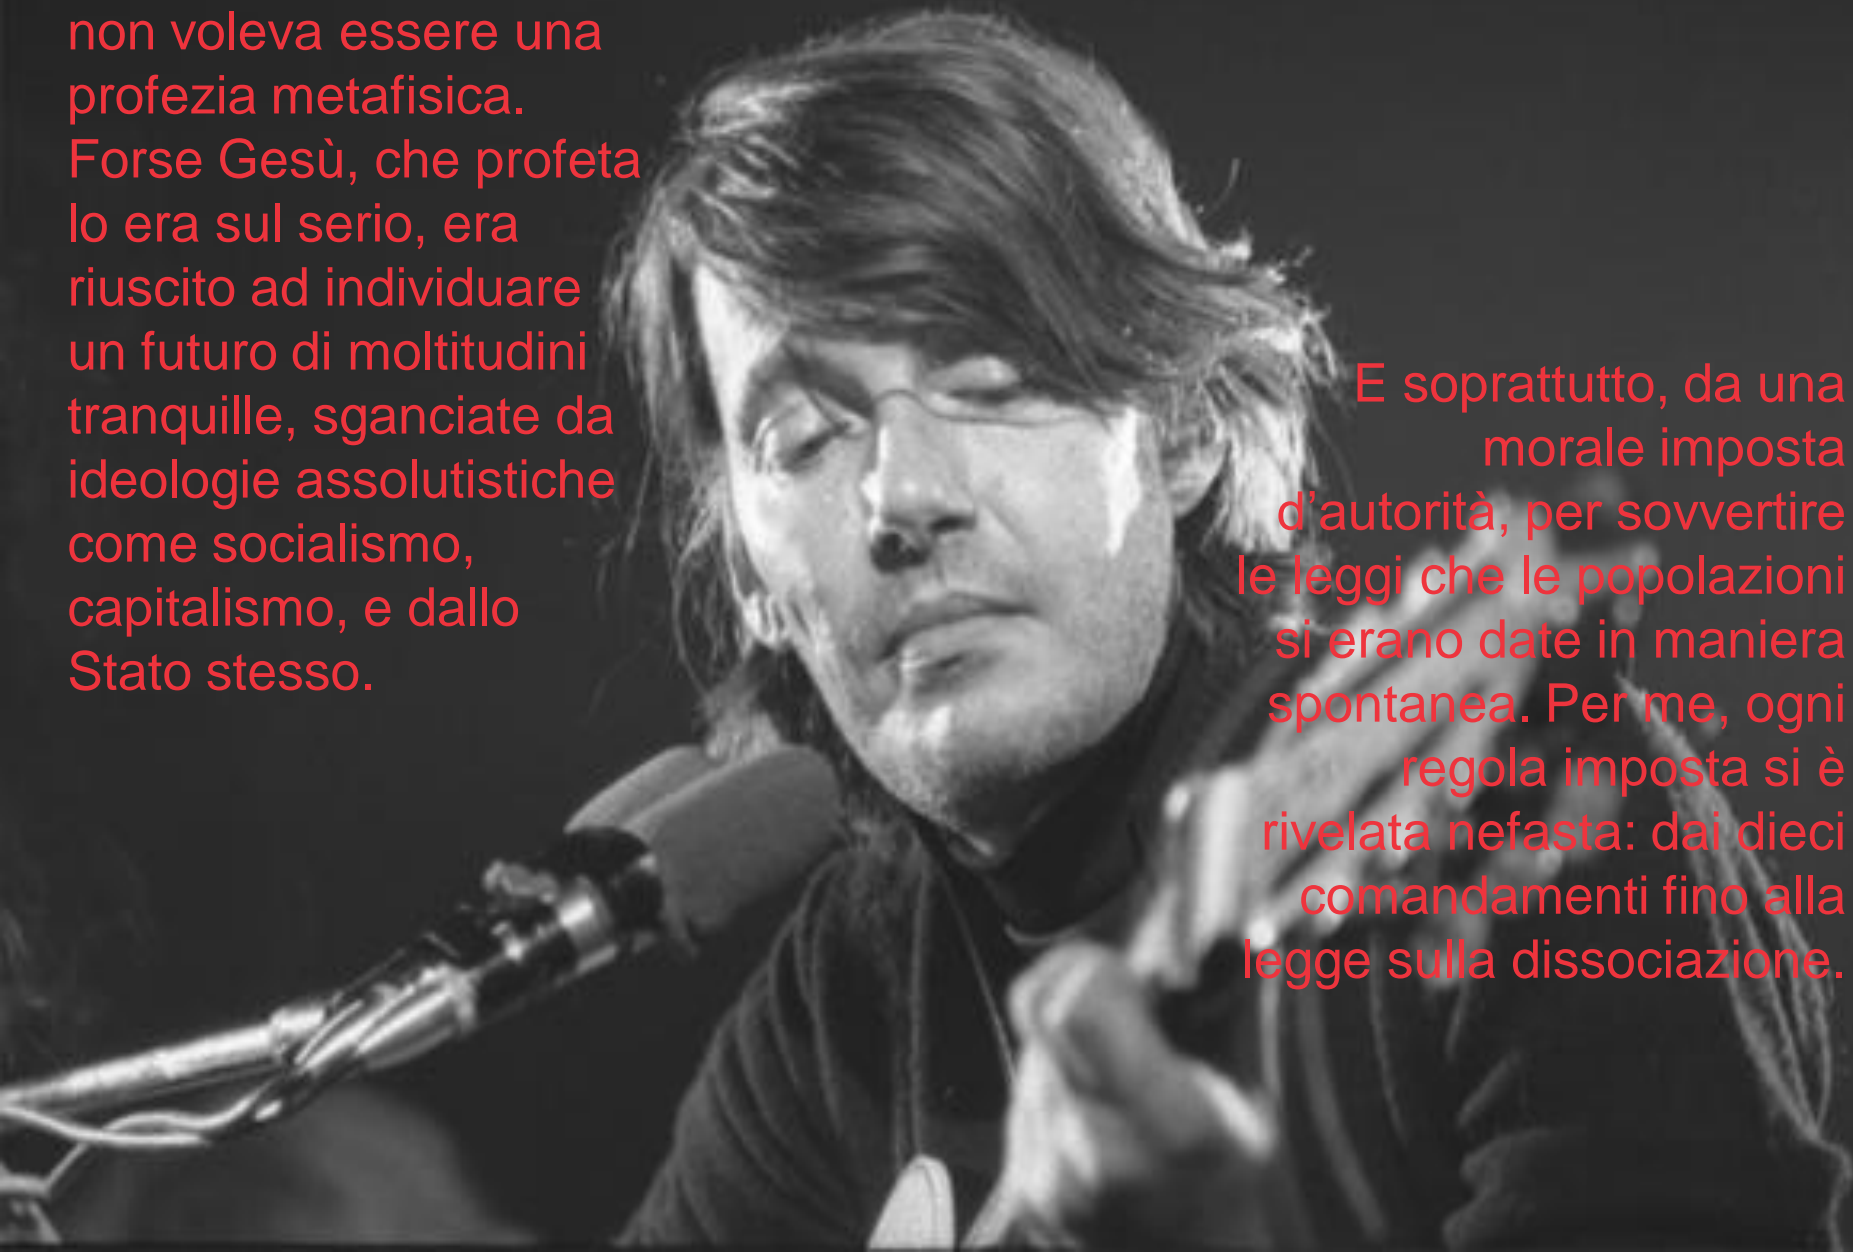 non voleva essere una
profezia metafisica.
Forse Gesù, che profeta
lo era sul serio, era
riuscito ad individuare
un futuro di moltitudini
tranquille, sganciate da
ideologie assolutistiche
come socialismo,
capitalismo, e dallo
Stato stesso.
E soprattutto, da una
morale imposta
d’autorità, per sovvertire
le leggi che le popolazioni
si erano date in maniera
spontanea. Per me, ogni
regola imposta si è
rivelata nefasta: dai dieci
comandamenti fino alla
legge sulla dissociazione.